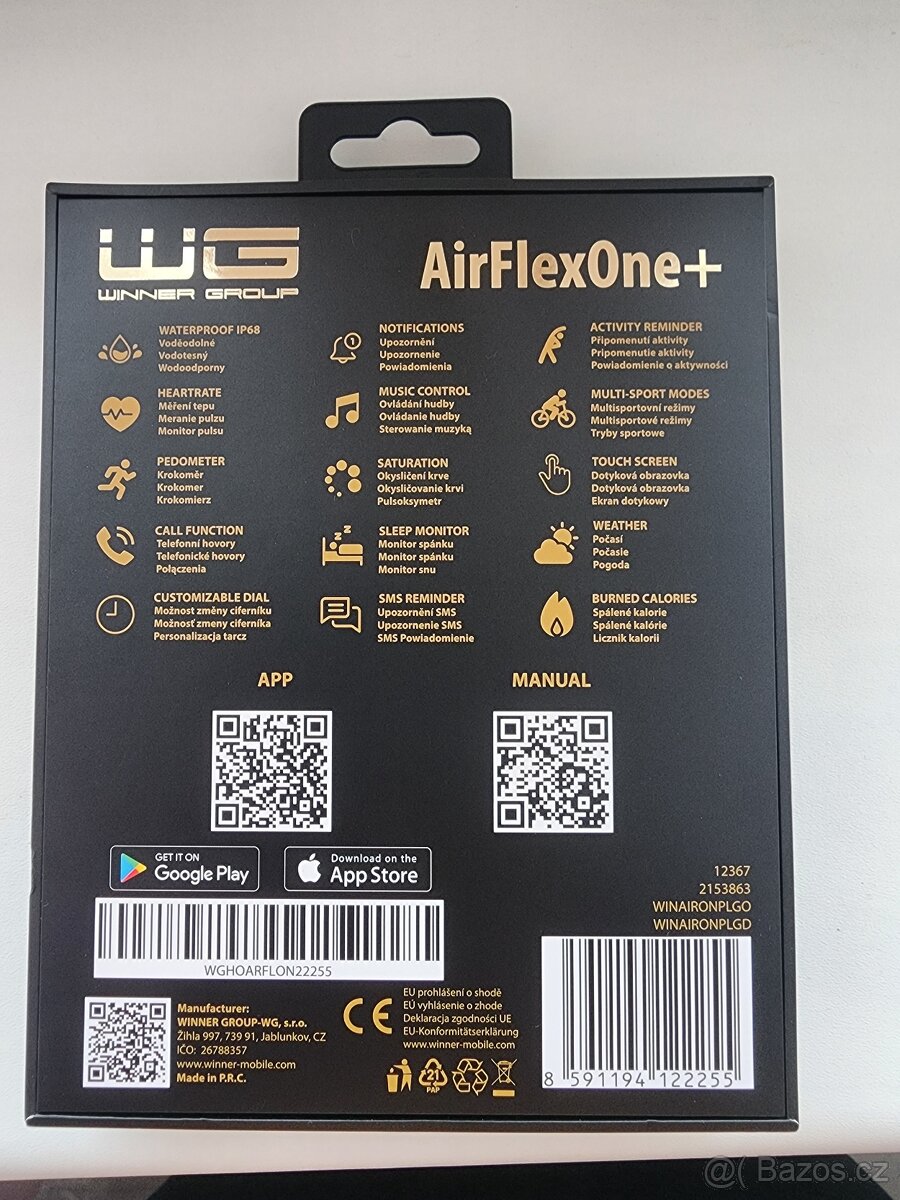 WG
WINNER GROUP
AirFlexOne+
WATERPROOF IP68
Voděodolné
Vodotesný
Wodoodporny
NOTIFICATIONS
Upozornění
Upozornenie
Powiadomienia
ACTIVITY REMINDER
Připomenutí aktivity
Pripomenutie aktivity
Powiadomienie o aktywności
HEARTRATE
Měření tepu
Meranie pulzu
Monitor pulsu
MUSIC CONTROL
Ovládání hudby
Ovládanie hudby
Sterowanie muzyką
MULTI-SPORT MODES
Multisportovní režimy
Multisportové režimy
Tryby sportowe
PEDOMETER
Krokoměr
Krokomer
Krokomierz
SATURATION
Okysličení krve
Okysličovanie krvi
Pulsoksymetr
TOUCH SCREEN
Dotyková obrazovka
Dotyková obrazovka
Ekran dotykowy
CALL FUNCTION
Telefonní hovory
Telefonické hovory
Połączenia
SLEEP MONITOR
Monitor spánku
Monitor spánku
Monitor snu
WEATHER
Počasí
Počasie
Pogoda
CUSTOMIZABLE DIAL
Možnost změny ciferníku
Možnosť zmeny ciferníka
Personalizacja tarcz
SMS REMINDER
Upozornění SMS
Upozornenie SMS
SMS Powiadomienie
BURNED CALORIES
Spálené kalorie
Spálené kalórie
Licznik kalorii
APP
MANUAL
GET IT ON
Google Play
Download on the
App Store
12367
2153863
WINAIRONPLGO
WINAIRONPLGD
WGHOARFLON22255
Manufacturer:
WINNER GROUP-WG, s.r.o.
Žihla 997, 739 91, Jablunkov, CZ
IČO: 26788357
www.winner-mobile.com
Made in P.R.C.
CE
EU prohlášení o shodě
EÚ vyhlásenie o zhode
Deklaracja zgodności UE
EU-Konformitätserklärung
www.winner-mobile.com
21
PAP
8 591194 122255
@( Bazos.cz